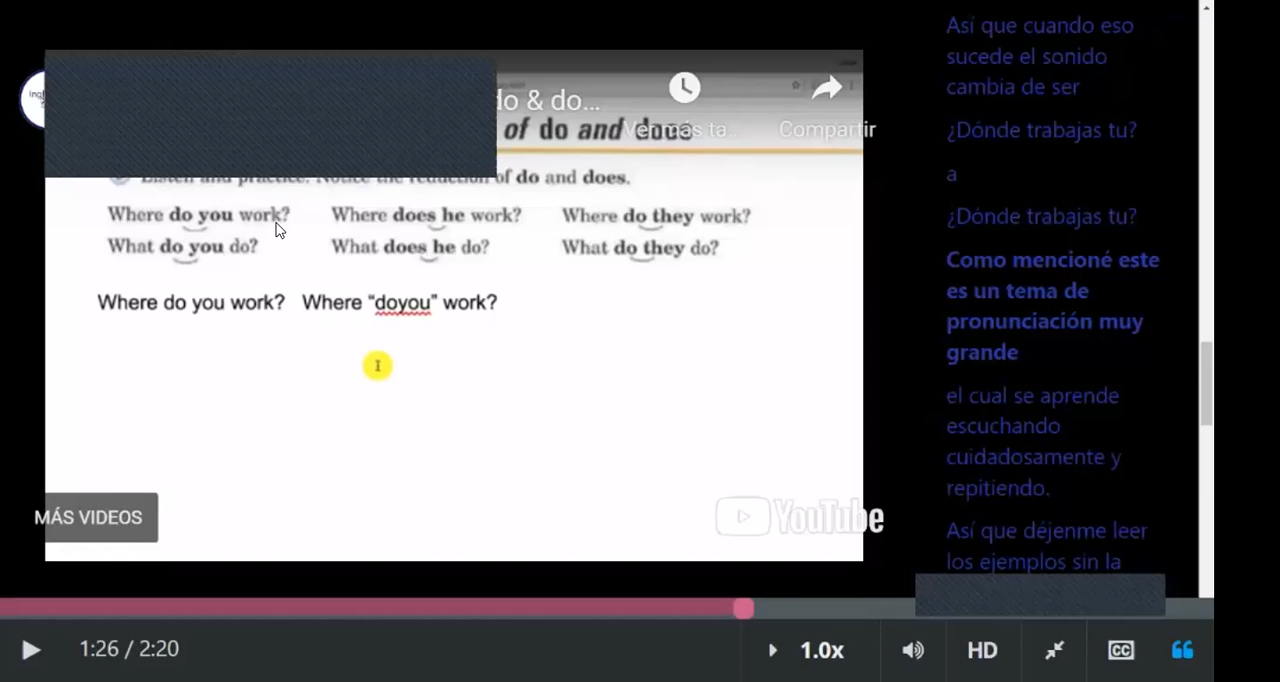 do & do...
of do and does
Ver más ta...
Compartir
Listen and practice. Notice the reduction of do and does.
Where do you work? Where does he work? Where do they work?
What do you do? What does he do? What do they do?
Where do you work? Where “doyou” work?
MÁS VIDEOS
YouTube
Así que cuando eso
sucede el sonido
cambia de ser
¿Dónde trabajas tu?
a
¿Dónde trabajas tu?
Como mencioné este
es un tema de
pronunciación muy
grande
el cual se aprende
escuchando
cuidadosamente y
repitiendo.
Así que déjenme leer
los ejemplos sin la
1:26 / 2:20
1.0x
HD
CC